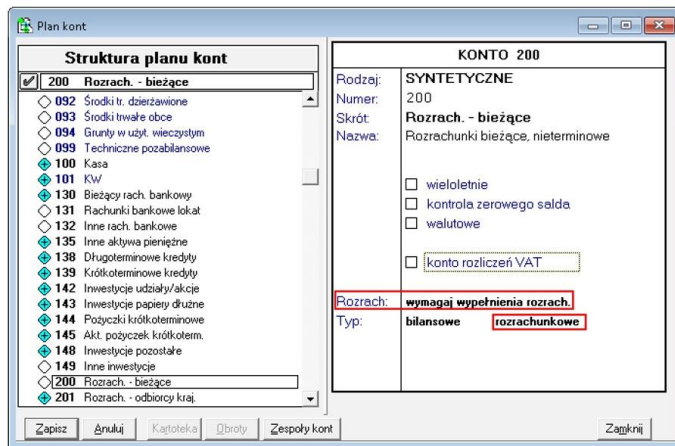 Plan kont
Struktura planu kont
200 Rozrach. - bieżące
092 Środki tr. dzierżawione
093 Środki trwałe obce
094 Grunty w użyt. wieczystym
099 Techniczne pozabilansowe
100 Kasa
101 KW
130 Bieżący rach. bankowy
131 Rachunki bankowe lokat
132 Inne rach. bankowe
135 Inne aktywa pieniężne
138 Długoterminowe kredyty
139 Krótkoterminowe kredyty
142 Inwestycje udziały/akcje
143 Inwestycje papiery dłużne
144 Pożyczki krótkoterminowe
145 Akt. pożyczek krótkoterm.
148 Inwestycje pozostałe
149 Inne inwestycje
200 Rozrach. - bieżące
201 Rozrach. - odbiorcy kraj.
KONTO 200
Rodzaj: SYNTETYCZNE
Numer: 200
Skrót: Rozrach. - bieżące
Nazwa: Rozrachunki bieżące, nieterminowe
wieloletnie
kontrola zerowego salda
walutowe
konto rozliczeń VAT
Rozrach: wymagaj wypełnienia rozrach.
Typ: bilansowe rozrachunkowe
Zapisz Anuluj Kartoteka Obroty Zespoły kont Zamknij